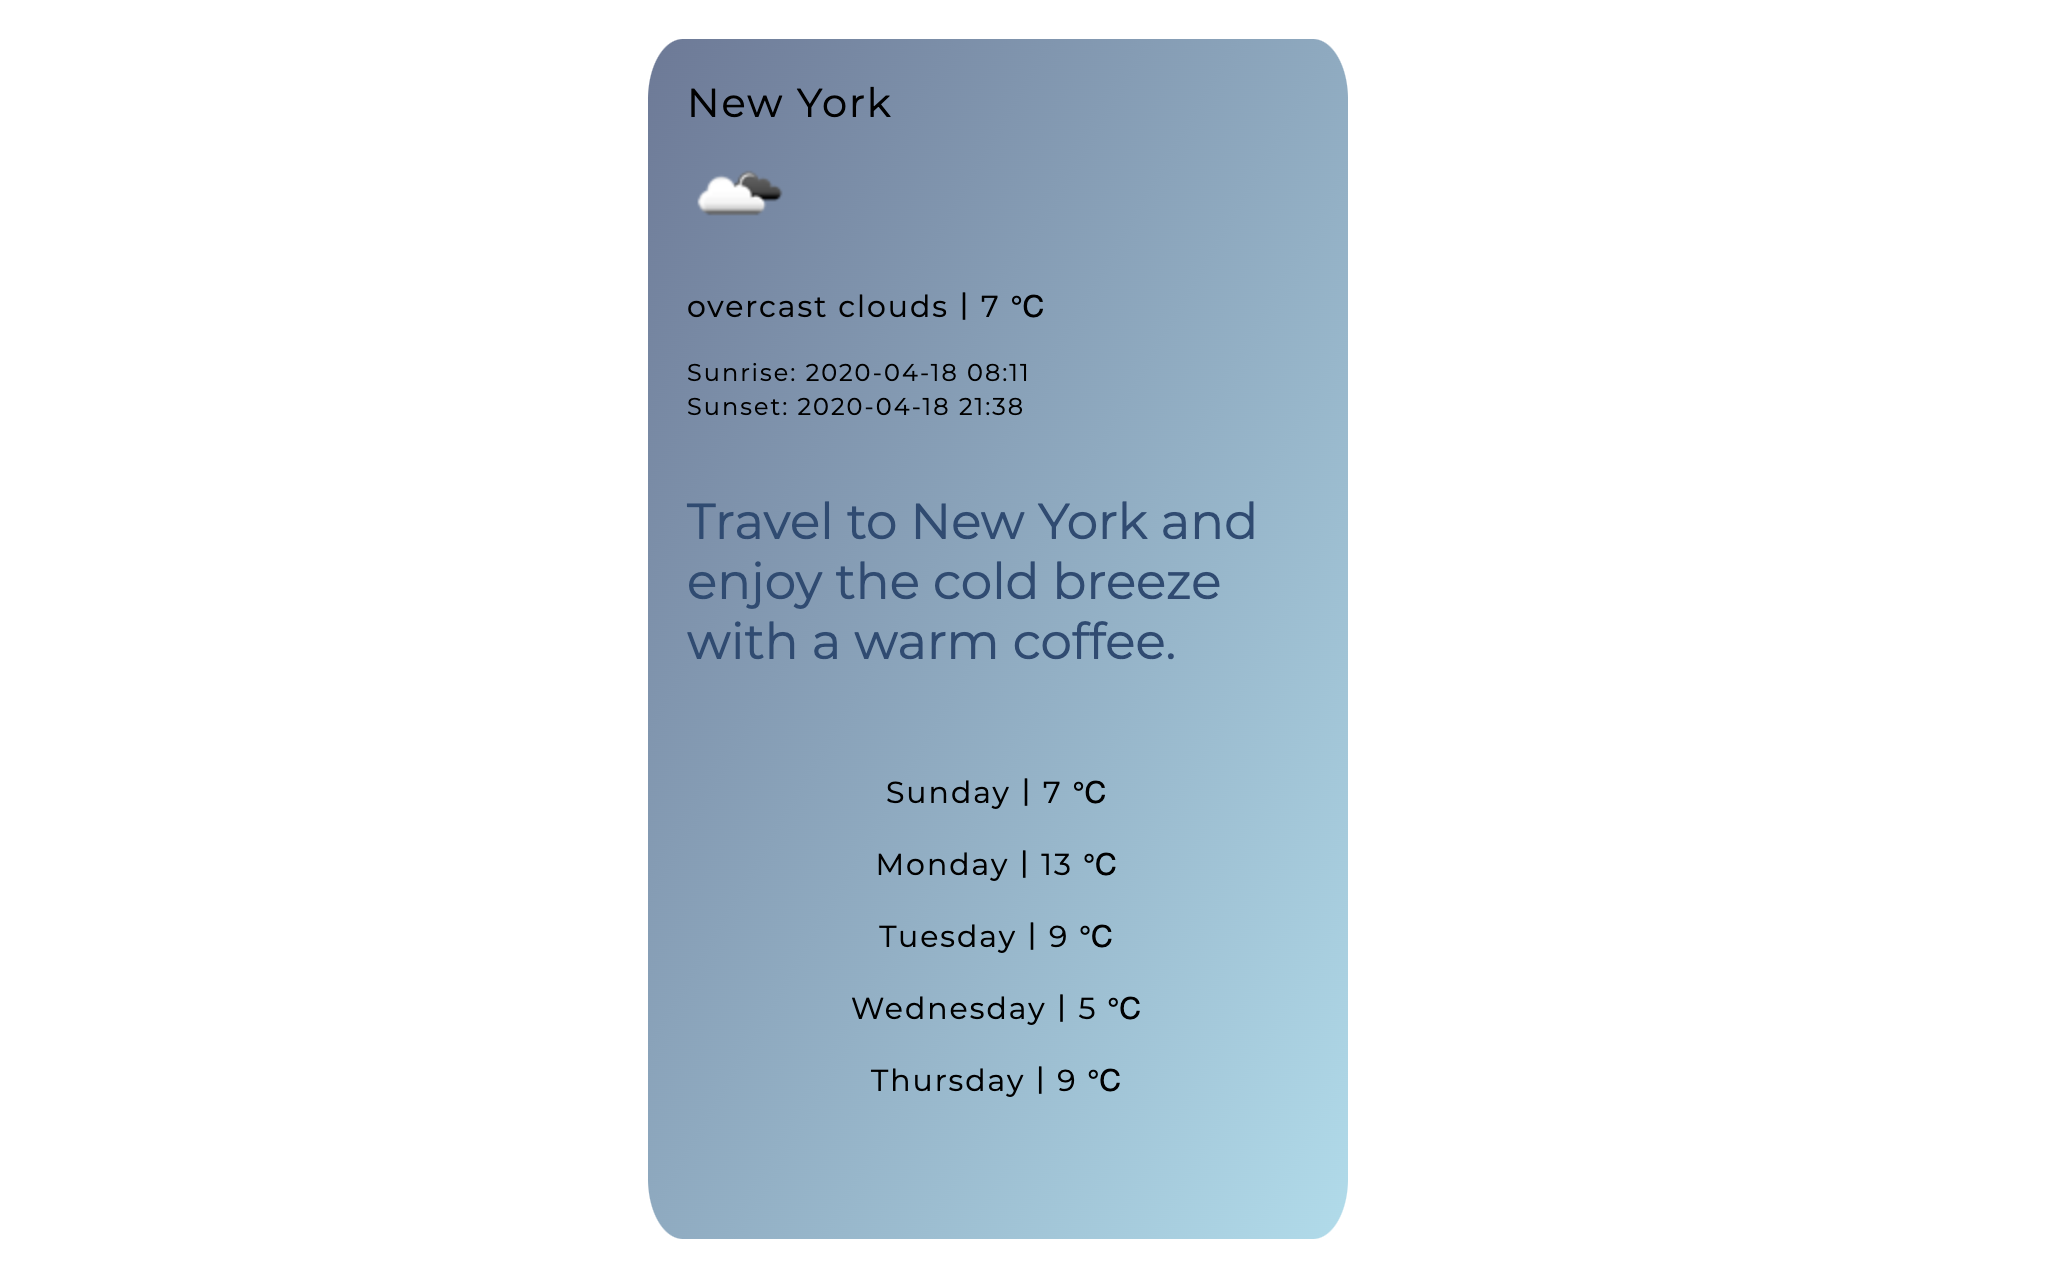 New York
overcast clouds | 7 ℃
Sunrise: 2020-04-18 08:11
Sunset: 2020-04-18 21:38
Travel to New York and
enjoy the cold breeze
with a warm coffee.
Sunday | 7 ℃
Monday | 13 ℃
Tuesday | 9 ℃
Wednesday | 5 ℃
Thursday | 9 ℃